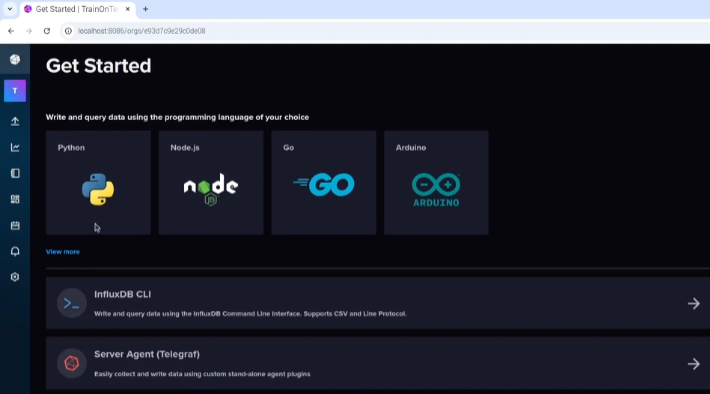 Get Started | TrainOnTe
localhost:8086/orgs/e93d7c9e29c0de08
T
Get Started
Write and query data using the programming language of your choice
Python
Node.js
Go
Arduino
node
JS
GO
ARDUINO
View more
InfluxDB CLI
Write and query data using the InfluxDB Command Line Interface. Supports CSV and Line Protocol.
Server Agent (Telegraf)
Easily collect and write data using custom stand-alone agent plugins